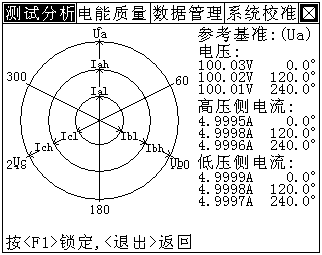 测试分析 电能质量 数据管理 系统校准
参考基准:(Ua)
电压:
100.03V 0.0°
100.02V 120.0°
100.01V 240.0°
高压侧电流:
4.9995A 0.0°
4.9998A 120.0°
4.9996A 240.0°
低压侧电流:
4.9999A 0.0°
4.9998A 120.0°
4.9997A 240.0°
Ua
Iah
300 60
Ial
Icl Ibl
Ich Ibh
Uc Ub
180
按<F1>锁定,<退出>返回